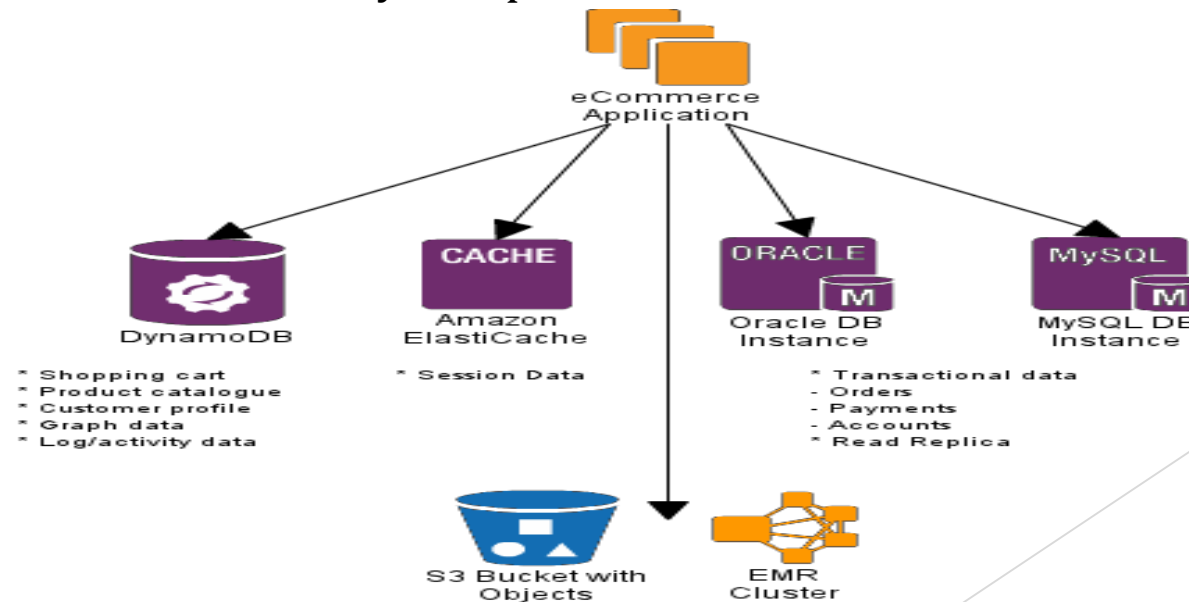 eCommerce
Application
CACHE
ORACLE
M
MySQL
M
DynamoDB
Amazon
ElastiCache
Oracle DB
Instance
MySQL DB
Instance
* Shopping cart
* Product catalogue
* Customer profile
* Graph data
* Log/activity data
* Session Data
* Transactional data
- Orders
- Payments
- Accounts
* Read Replica
S3 Bucket with
Objects
EMR
Cluster